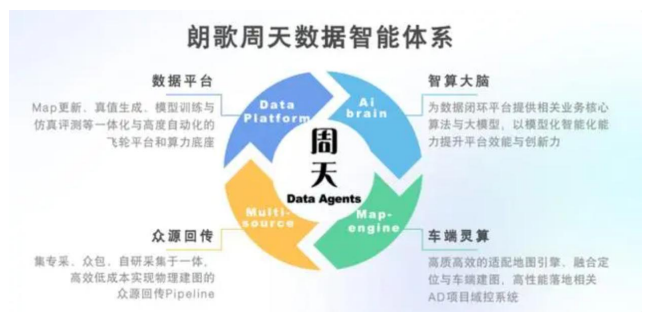 朗歌周天数据智能体系
数据平台
Map更新、真值生成、模型训练与
仿真评测等一体化与高度自动化的
飞轮平台和算力底座
Data
Platform
Ai
brain
智算大脑
为数据闭环平台提供相关业务核心
算法与大模型，以模型化智能化能
力提升平台效能与创新力
周
天
Data Agents
众源回传
集专采、众包、自研采集于一体，
高效低成本实现物理建图的
众源回传Pipeline
Multi-
source
Map-
engine
车端灵算
高质高效的适配地图引擎、融合定
位与车端建图，高性能落地相关
AD项目域控系统